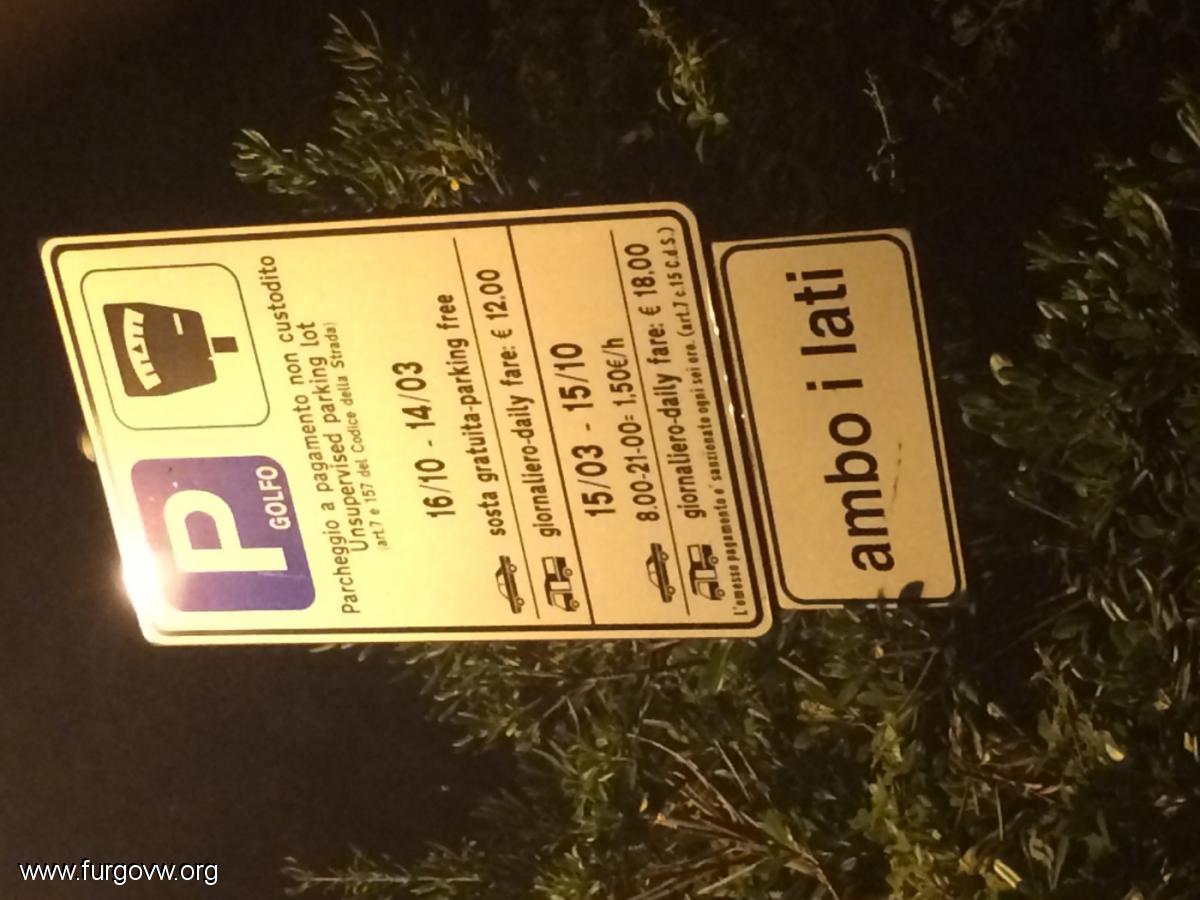 P
GOLFO
Parcheggio a pagamento non custodito
Unsupervised parking lot
(art.7 e 157 del Codice della Strada)
16/10 - 14/03
sosta gratuita-parking free
giornaliero-daily fare: € 12.00
15/03 - 15/10
8.00-21.00= 1,50€/h
giornaliero-daily fare: € 18.00
L'omesso pagamento e' sanzionato ogni sei ore. (art.7 c.15 C.d.S.)
ambo i lati
www.furgovw.org